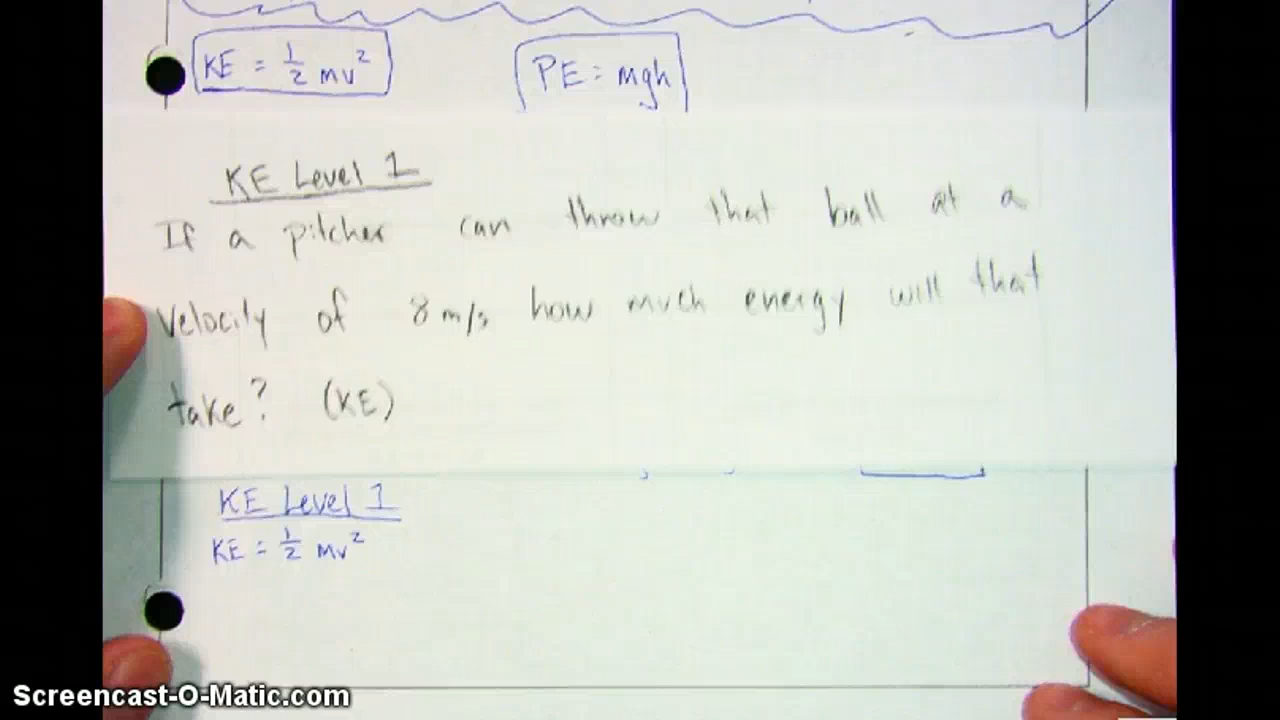 KE = 1/2 mv²
PE = mgh
KE Level 1
If a pitcher can throw that ball at a
velocity of 8 m/s how much energy will that
take? (KE)
KE Level 1
KE = 1/2 mv²
Screencast-O-Matic.com